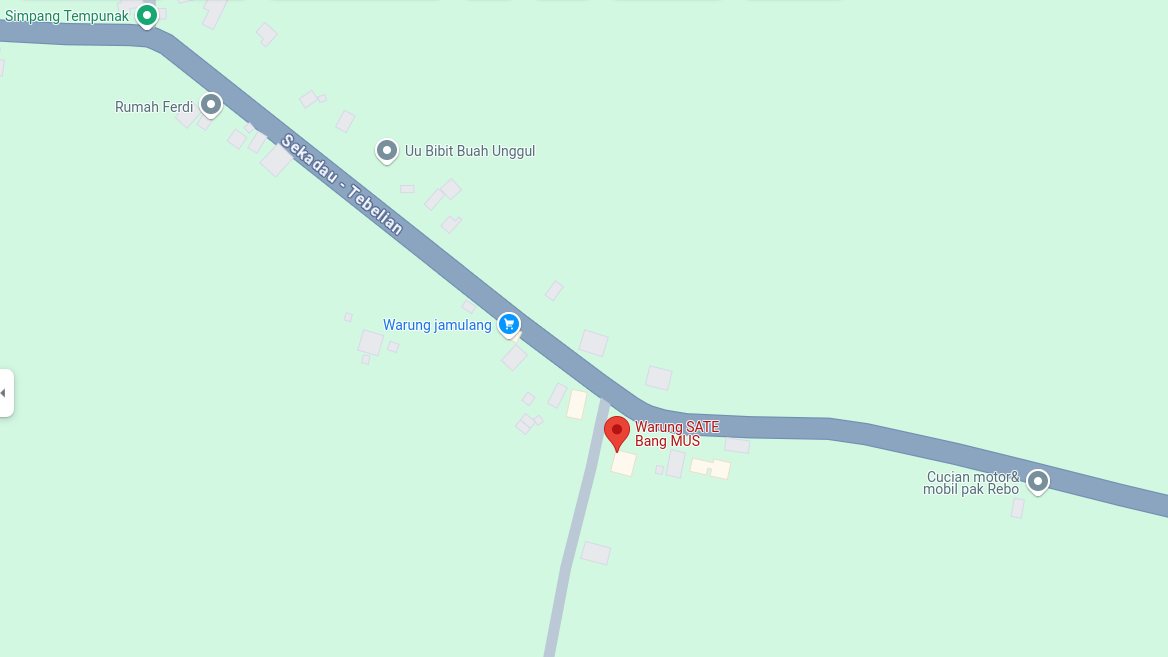 Simpang Tempunak
Rumah Ferdi
Sekadau - Tebelian
Uu Bibit Buah Unggul
Warung jamulang
Warung SATE
Bang MUS
Cucian motor&
mobil pak Rebo